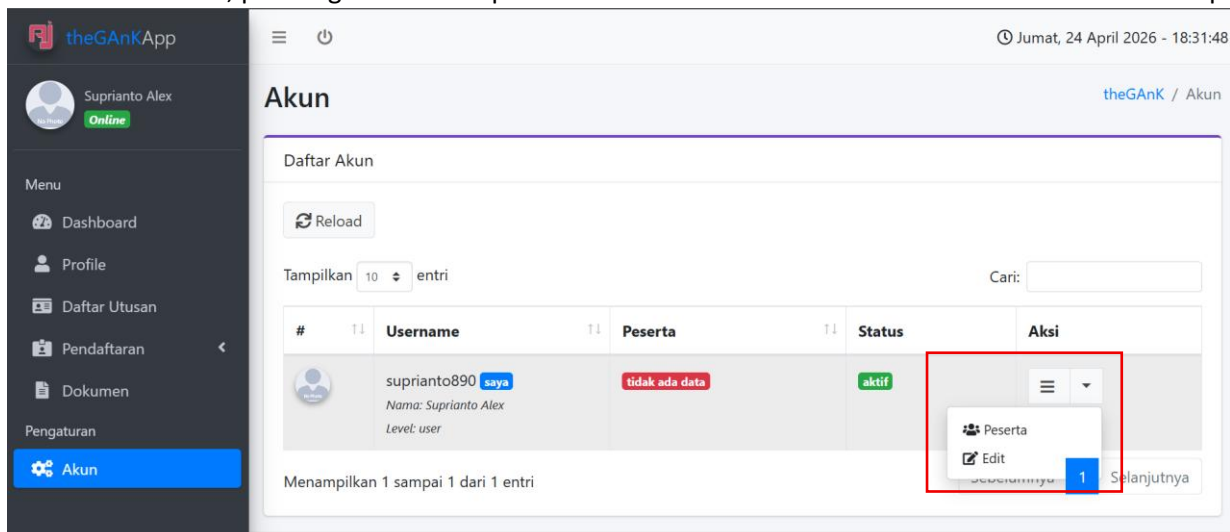 theGAnKApp
Jumat, 24 April 2026 - 18:31:48
Suprianto Alex
Online
Akun
theGAnK / Akun
Menu
Dashboard
Profile
Daftar Utusan
Pendaftaran
Dokumen
Pengaturan
Akun
Daftar Akun
Reload
Tampilkan 10 entri
Cari:
# Username Peserta Status Aksi
suprianto890 saya tidak ada data aktif
Nama: Suprianto Alex
Level: user
Peserta
Edit
Menampilkan 1 sampai 1 dari 1 entri
Sebelumnya 1 Selanjutnya